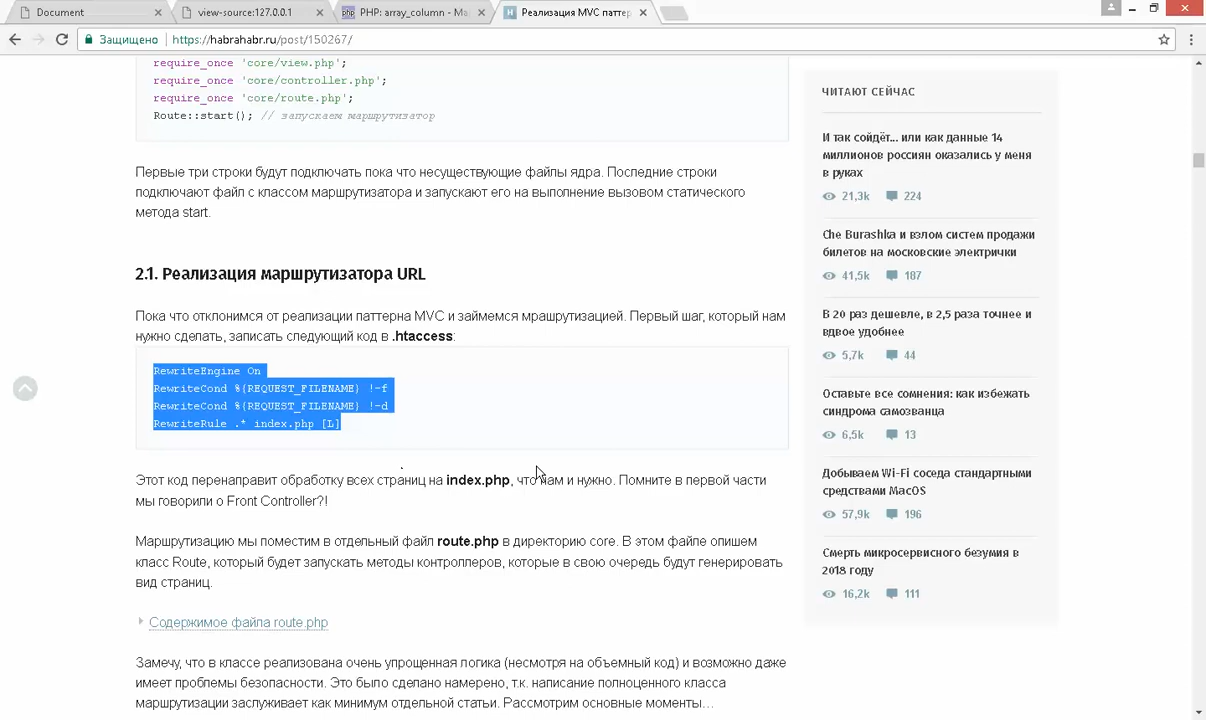 Document
view-source:127.0.0.1
PHP: array_column - Ma
Реализация MVC паттер
Защищено
https://habrahabr.ru/post/150267/
require_once 'core/view.php';
require_once 'core/controller.php';
require_once 'core/route.php';
Route::start(); // запускаем маршрутизатор
Первые три строки будут подключать пока что несуществующие файлы ядра. Последние строки
подключают файл с классом маршрутизатора и запускают его на выполнение вызовом статического
метода start.
2.1. Реализация маршрутизатора URL
Пока что отклонимся от реализации паттерна MVC и займемся мрашрутизацией. Первый шаг, который нам
нужно сделать, записать следующий код в .htaccess:
RewriteEngine On
RewriteCond %{REQUEST_FILENAME} !-f
RewriteCond %{REQUEST_FILENAME} !-d
RewriteRule .* index.php [L]
Этот код перенаправит обработку всех страниц на index.php, что нам и нужно. Помните в первой части
мы говорили о Front Controller?!
Маршрутизацию мы поместим в отдельный файл route.php в директорию core. В этом файле опишем
класс Route, который будет запускать методы контроллеров, которые в свою очередь будут генерировать
вид страниц.
Содержимое файла route.php
Замечу, что в классе реализована очень упрощенная логика (несмотря на объемный код) и возможно даже
имеет проблемы безопасности. Это было сделано намерено, т.к. написание полноценного класса
маршрутизации заслуживает как минимум отдельной статьи. Рассмотрим основные моменты…
ЧИТАЮТ СЕЙЧАС
И так сойдёт... или как данные 14
миллионов россиян оказались у меня
в руках
21,3k 224
Che Burashka и взлом систем продажи
билетов на московские электрички
41,5k 187
В 20 раз дешевле, в 2,5 раза точнее и
вдвое удобнее
5,7k 44
Оставьте все сомнения: как избежать
синдрома самозванца
6,5k 13
Добываем Wi-Fi соседа стандартными
средствами MacOS
57,9k 196
Смерть микросервисного безумия в
2018 году
16,2k 111